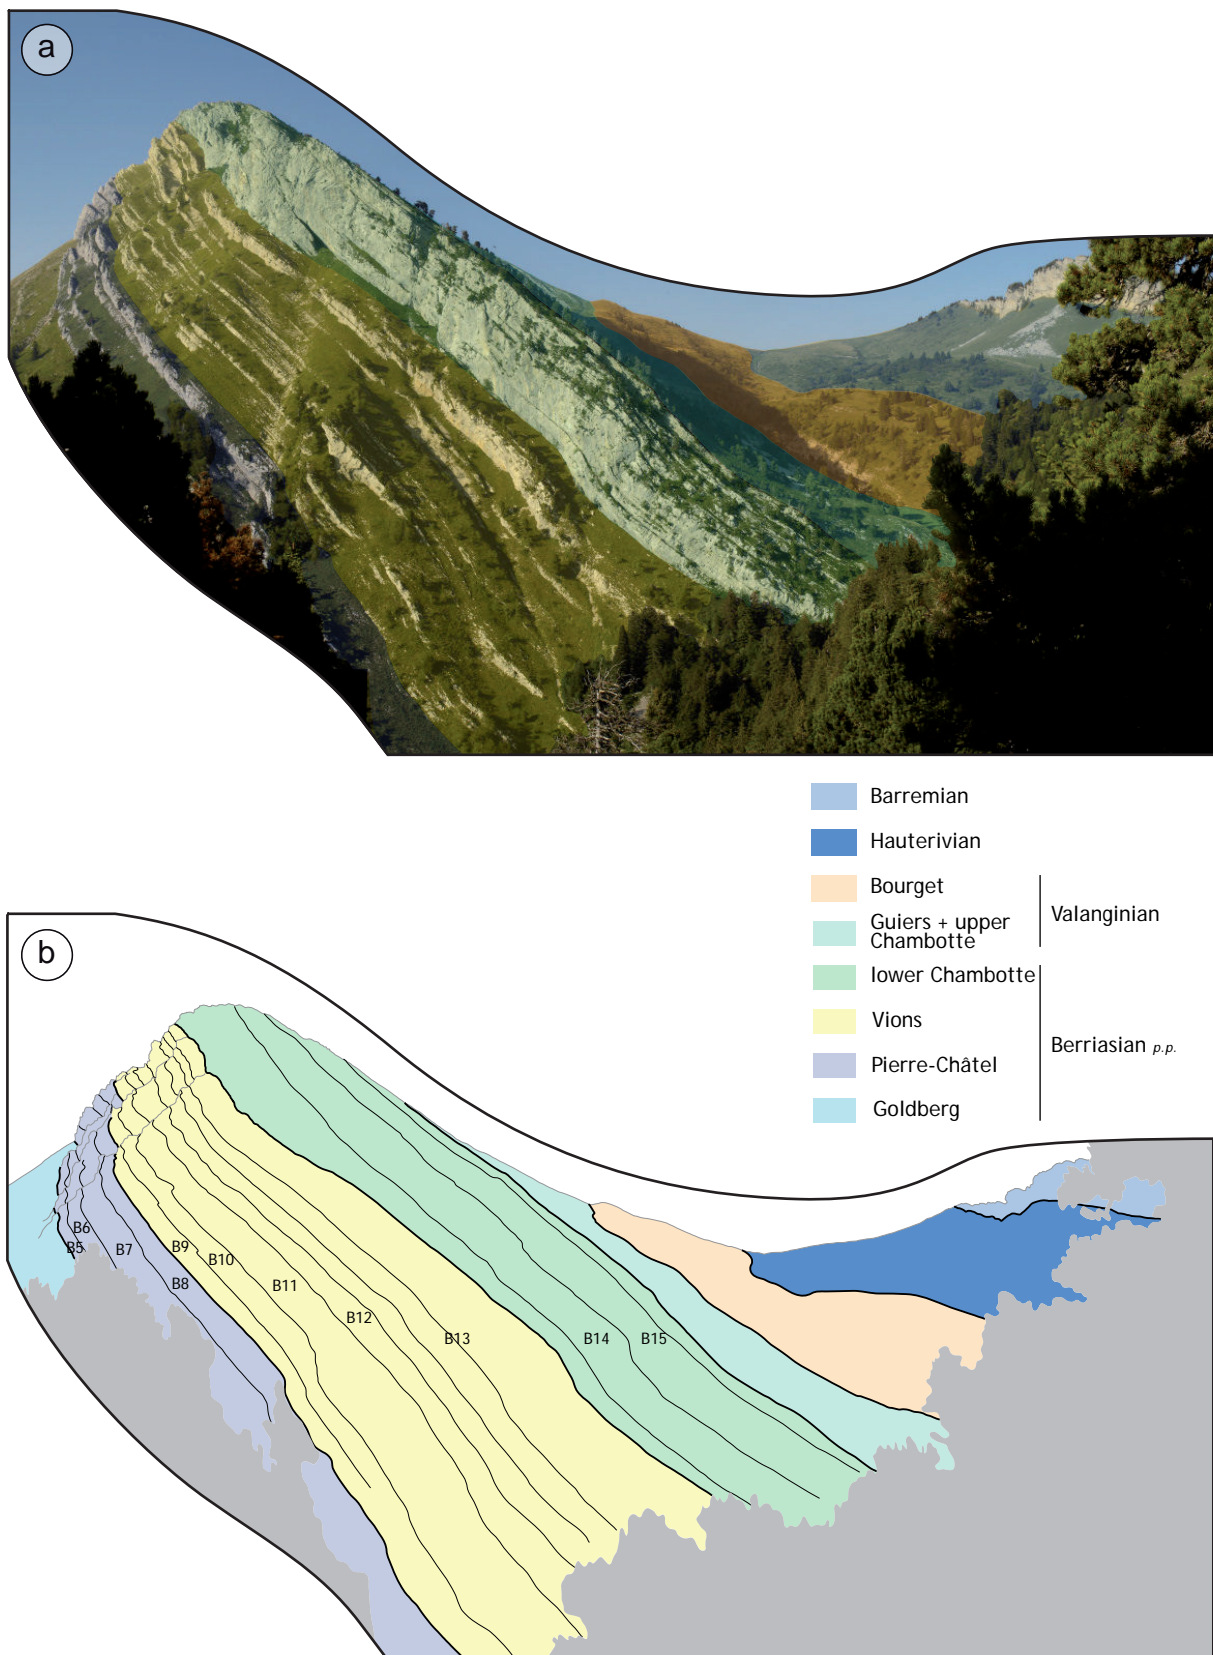 a
Barremian
Hauterivian
Bourget
Guiers + upper
Chambotte
Valanginian
lower Chambotte
Vions
Pierre-Châtel
Goldberg
Berriasian p.p.
b
B6
B5
B7
B8
B9
B10
B11
B12
B13
B14
B15